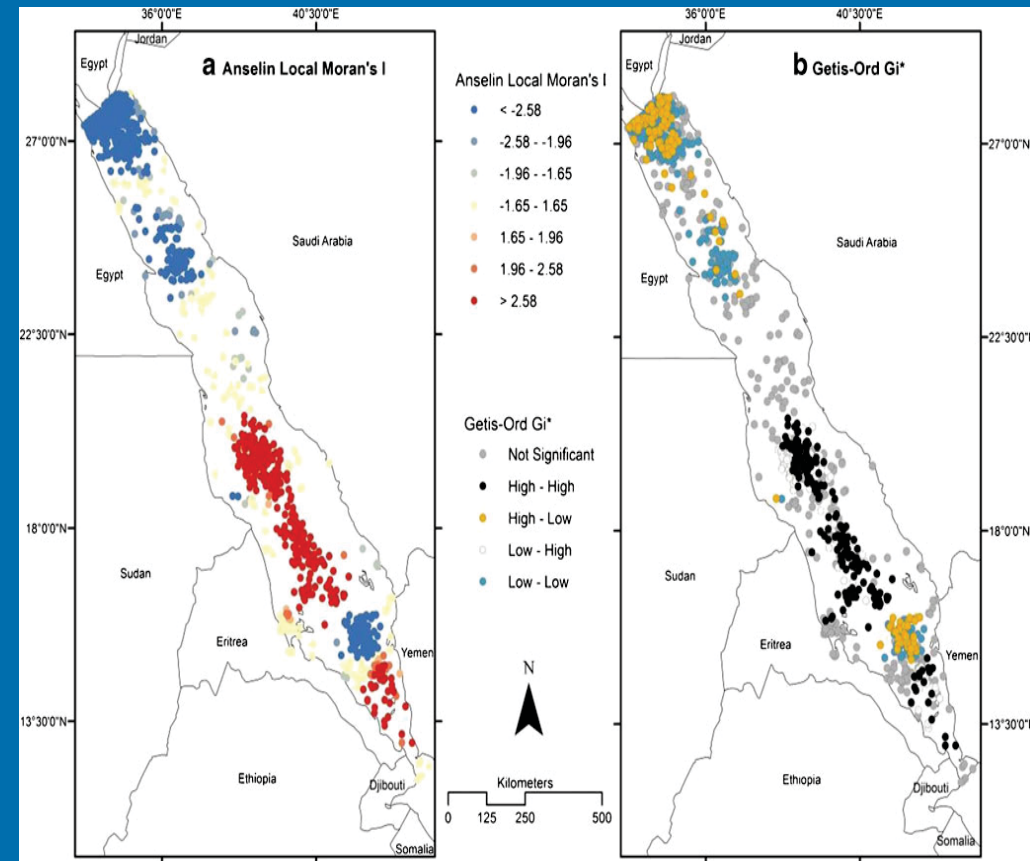 36°0'0"E
40°30'0"E
36°0'0"E
40°30'0"E
Jordan
Egypt
a Anselin Local Moran's I
27°0'0"N
Saudi Arabia
Egypt
22°30'0"N
18°0'0"N
Sudan
Eritrea
Yemen
13°30'0"N
Ethiopia
Djibouti
Somalia
Anselin Local Moran's I
< -2.58
-2.58 - -1.96
-1.96 - -1.65
-1.65 - 1.65
1.65 - 1.96
1.96 - 2.58
> 2.58
Getis-Ord Gi*
Not Significant
High - High
High - Low
Low - High
Low - Low
N
Kilometers
0 125 250 500
Jordan
Egypt
b Getis-Ord Gi*
27°0'0"N
Saudi Arabia
Egypt
22°30'0"N
18°0'0"N
Sudan
Eritrea
Yemen
13°30'0"N
Ethiopia
Djibouti
Somalia